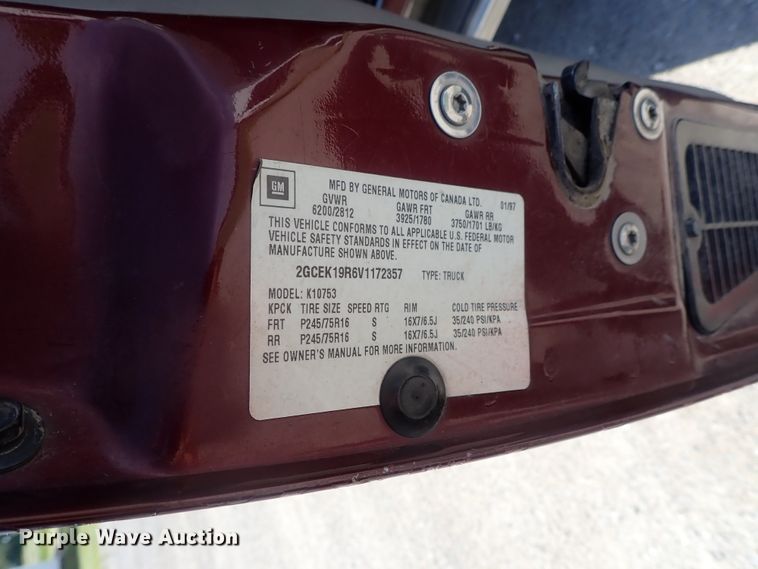 GM
MFD BY GENERAL MOTORS OF CANADA LTD. 01/97
GVWR GAWR FRT GAWR RR
6200/2812 3925/1780 3750/1701 LB/KG
THIS VEHICLE CONFORMS TO ALL APPLICABLE U.S. FEDERAL MOTOR
VEHICLE SAFETY STANDARDS IN EFFECT ON THE DATE OF
MANUFACTURE SHOWN ABOVE.
2GCEK19R6V1172357 TYPE: TRUCK
MODEL: K10753
KPCK TIRE SIZE SPEED RTG RIM COLD TIRE PRESSURE
FRT P245/75R16 S 16X7/6.5J 35/240 PSI/KPA
RR P245/75R16 S 16X7/6.5J 35/240 PSI/KPA
SEE OWNER'S MANUAL FOR MORE INFORMATION.
Purple Wave Auction